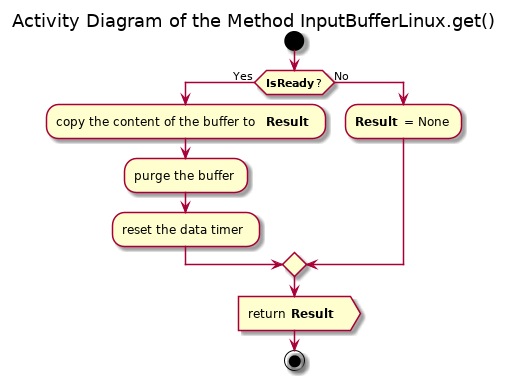 Activity Diagram of the Method InputBufferLinux.get()
Yes
IsReady?
No
copy the content of the buffer to Result
Result = None
purge the buffer
reset the data timer
return Result